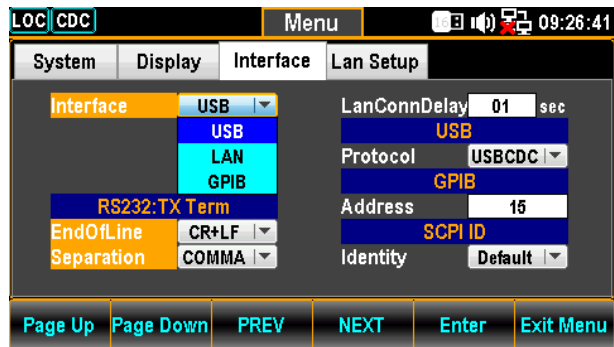 LOC CDC Menu 16 09:26:41
System Display Interface Lan Setup
Interface USB LanConnDelay 01 sec
USB USB
LAN Protocol USBCDC
GPIB GPIB
RS232:TX Term Address 15
EndOfLine CR+LF SCPI ID
Separation COMMA Identity Default
Page Up Page Down PREV NEXT Enter Exit Menu